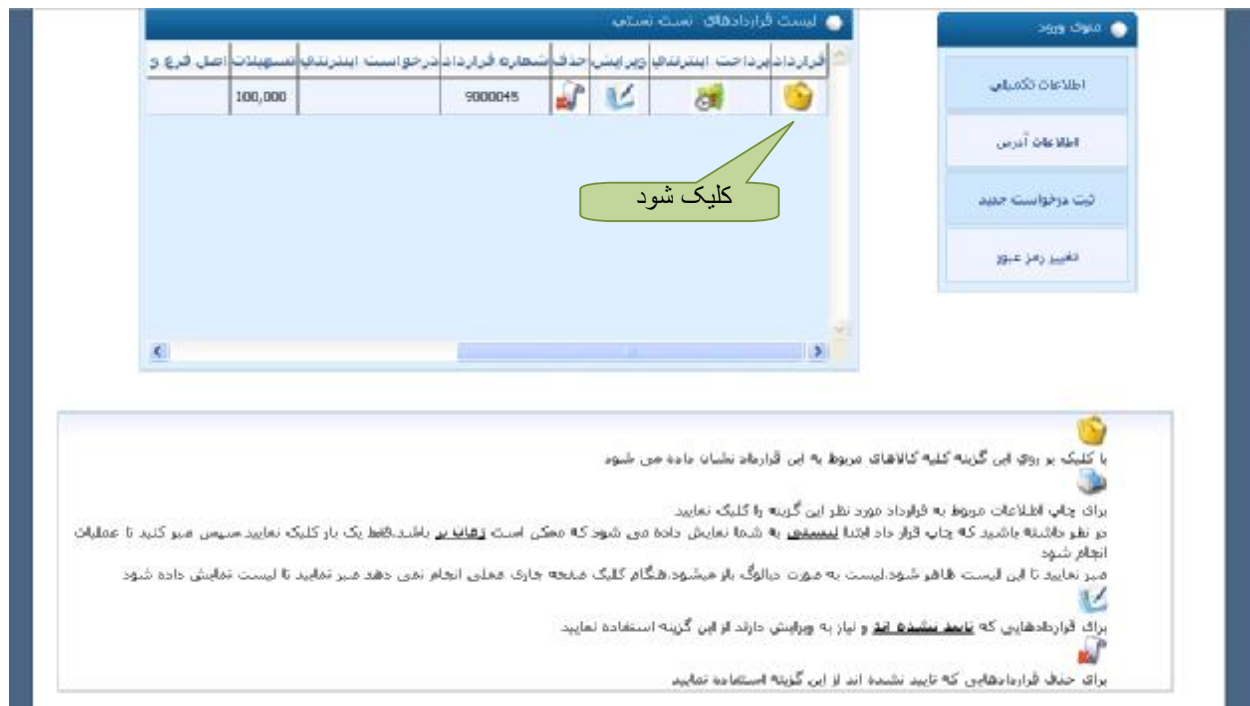 لیست قراردادهای تست تستی
منوی ورود
قرارداد پرداخت اینترنتی ویرایش حذف شماره قرارداد درخواست اینترنتی تسهیلات اصل فرع و
9000045 100,000
اطلاعات تکمیلی
اطلاعات آدرس
ثبت درخواست جدید
تغییر رمز عبور
کلیک شود
با کلیک بر روی این گزینه کلیه کالاهای مربوط به این قرارداد نشان داده می شود
برای چاپ اطلاعات مربوط به قرارداد مورد نظر این گزینه را کلیک نمایید
در نظر داشته باشید که چاپ قرار داد ابتدا لیستی به شما نمایش داده می شود که ممکن است زمان بر باشد.فقط یک بار کلیک نمایید سپس صبر کنید تا عملیات
انجام شود
صبر نمایید تا این لیست ظاهر شود.لیست به صورت دیالوگ باز میشود.هنگام کلیک صفحه جاری عملی انجام نمی دهد صبر نمایید تا لیست نمایش داده شود
برای قراردادهایی که تایید نشده اند و نیاز به ویرایش دارند از این گزینه استفاده نمایید
برای حذف قراردادهایی که تایید نشده اند از این گزینه استفاده نمایید